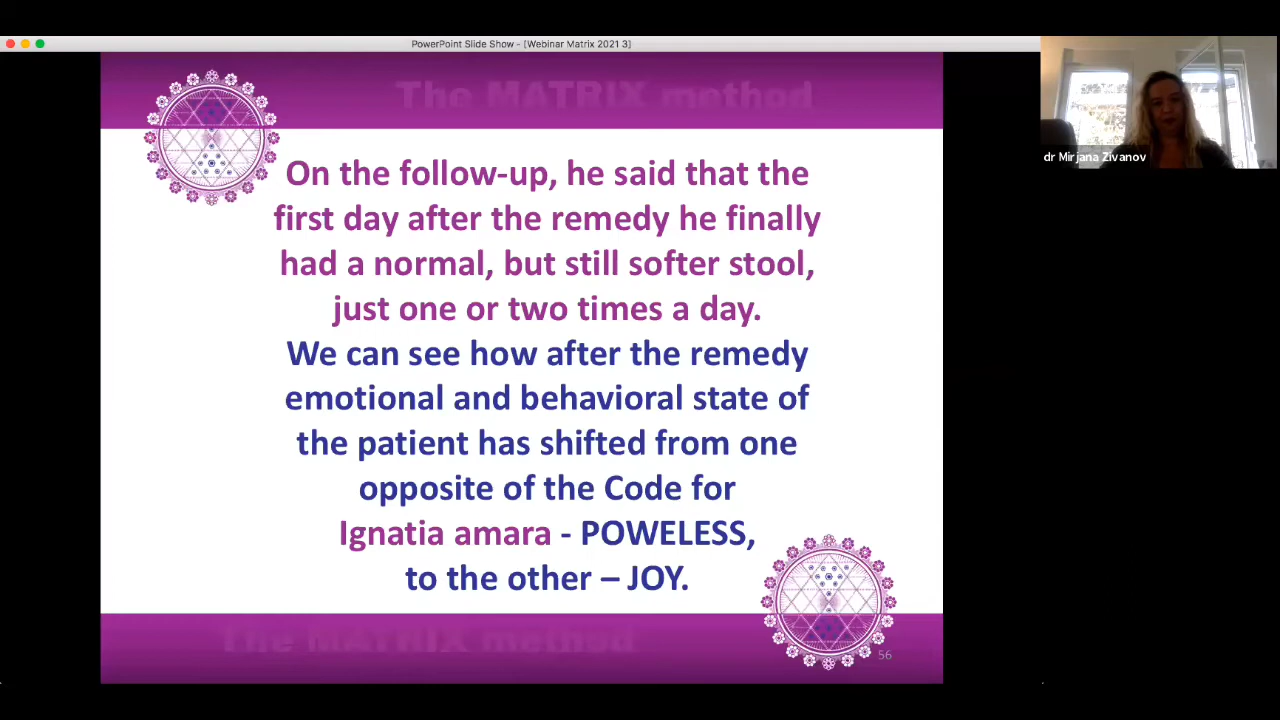 PowerPoint Slide Show - [Webinar Matrix 2021 3]
The MATRIX method
dr Mirjana Zivanov
On the follow-up, he said that the
first day after the remedy he finally
had a normal, but still softer stool,
just one or two times a day.
We can see how after the remedy
emotional and behavioral state of
the patient has shifted from one
opposite of the Code for
Ignatia amara - POWELESS,
to the other – JOY.
The MATRIX method
56